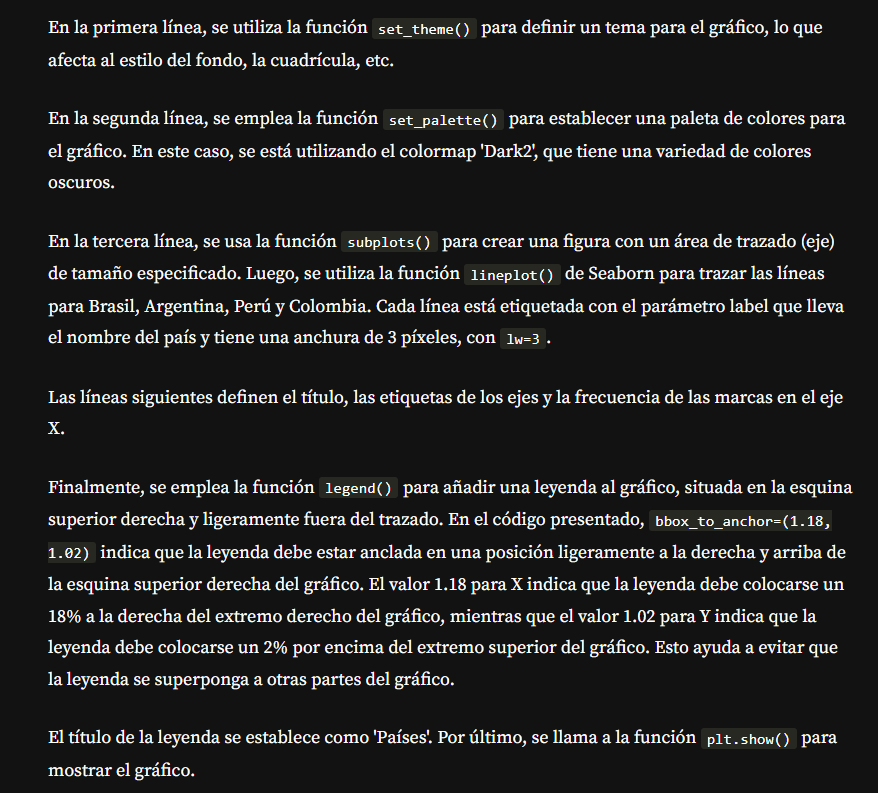 En la primera línea, se utiliza la función set_theme() para definir un tema para el gráfico, lo que
afecta al estilo del fondo, la cuadrícula, etc.
En la segunda línea, se emplea la función set_palette() para establecer una paleta de colores para
el gráfico. En este caso, se está utilizando el colormap 'Dark2', que tiene una variedad de colores
oscuros.
En la tercera línea, se usa la función subplots() para crear una figura con un área de trazado (eje)
de tamaño especificado. Luego, se utiliza la función lineplot() de Seaborn para trazar las líneas
para Brasil, Argentina, Perú y Colombia. Cada línea está etiquetada con el parámetro label que lleva
el nombre del país y tiene una anchura de 3 píxeles, con lw=3.
Las líneas siguientes definen el título, las etiquetas de los ejes y la frecuencia de las marcas en el eje
X.
Finalmente, se emplea la función legend() para añadir una leyenda al gráfico, situada en la esquina
superior derecha y ligeramente fuera del trazado. En el código presentado, bbox_to_anchor=(1.18,
1.02) indica que la leyenda debe estar anclada en una posición ligeramente a la derecha y arriba de
la esquina superior derecha del gráfico. El valor 1.18 para X indica que la leyenda debe colocarse un
18% a la derecha del extremo derecho del gráfico, mientras que el valor 1.02 para Y indica que la
leyenda debe colocarse un 2% por encima del extremo superior del gráfico. Esto ayuda a evitar que
la leyenda se superponga a otras partes del gráfico.
El título de la leyenda se establece como 'Países'. Por último, se llama a la función plt.show() para
mostrar el gráfico.